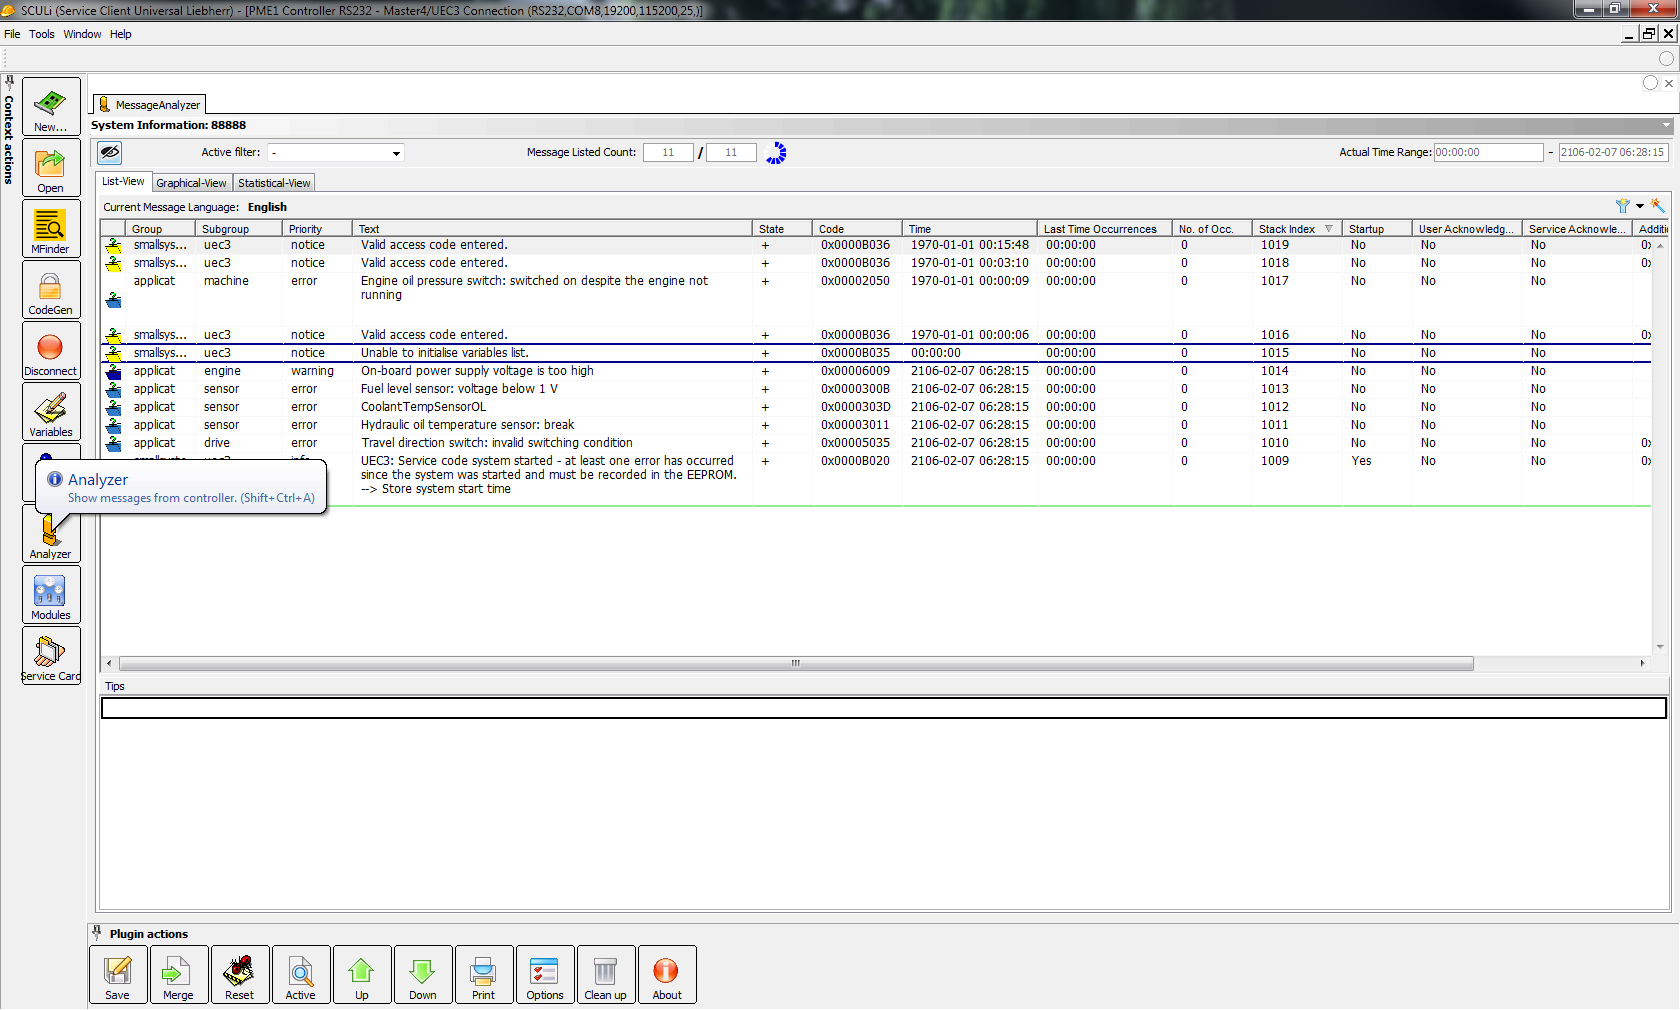 SCULi (Service Client Universal Liebherr) - [PME1 Controller RS232 - Master4/UEC3 Connection (RS232,COM8,19200,115200,25,)]
File Tools Window Help
Context actions
New...
Open
MFinder
CodeGen
Disconnect
Variables
Analyzer
Show messages from controller. (Shift+Ctrl+A)
Analyzer
Modules
Service Card
MessageAnalyzer
System Information: 88888
Active filter: - Message Listed Count: 11 / 11 Actual Time Range: 00:00:00 - 2106-02-07 06:28:15
List-View Graphical-View Statistical-View
Current Message Language: English
Group Subgroup Priority Text State Code Time Last Time Occurrences No. of Occ. Stack Index Startup User Acknowledg... Service Acknowle... Additi
smallsys... uec3 notice Valid access code entered. + 0x0000B036 1970-01-01 00:15:48 00:00:00 0 1019 No No No 0x
smallsys... uec3 notice Valid access code entered. + 0x0000B036 1970-01-01 00:03:10 00:00:00 0 1018 No No No 0x
applicat machine error Engine oil pressure switch: switched on despite the engine not + 0x00002050 1970-01-01 00:00:09 00:00:00 0 1017 No No No
running
smallsys... uec3 notice Valid access code entered. + 0x0000B036 1970-01-01 00:00:06 00:00:00 0 1016 No No No 0x
smallsys... uec3 notice Unable to initialise variables list. + 0x0000B035 00:00:00 00:00:00 0 1015 No No No
applicat engine warning On-board power supply voltage is too high + 0x00006009 2106-02-07 06:28:15 00:00:00 0 1014 No No No
applicat sensor error Fuel level sensor: voltage below 1 V + 0x0000300B 2106-02-07 06:28:15 00:00:00 0 1013 No No No
applicat sensor error CoolantTempSensorOL + 0x0000303D 2106-02-07 06:28:15 00:00:00 0 1012 No No No
applicat sensor error Hydraulic oil temperature sensor: break + 0x00003011 2106-02-07 06:28:15 00:00:00 0 1011 No No No
applicat drive error Travel direction switch: invalid switching condition + 0x00005035 2106-02-07 06:28:15 00:00:00 0 1010 No No No 0x
UEC3: Service code system started - at least one error has occurred + 0x0000B020 2106-02-07 06:28:15 00:00:00 0 1009 Yes No No 0x
since the system was started and must be recorded in the EEPROM.
--> Store system start time
Tips
Plugin actions
Save Merge Reset Active Up Down Print Options Clean up About